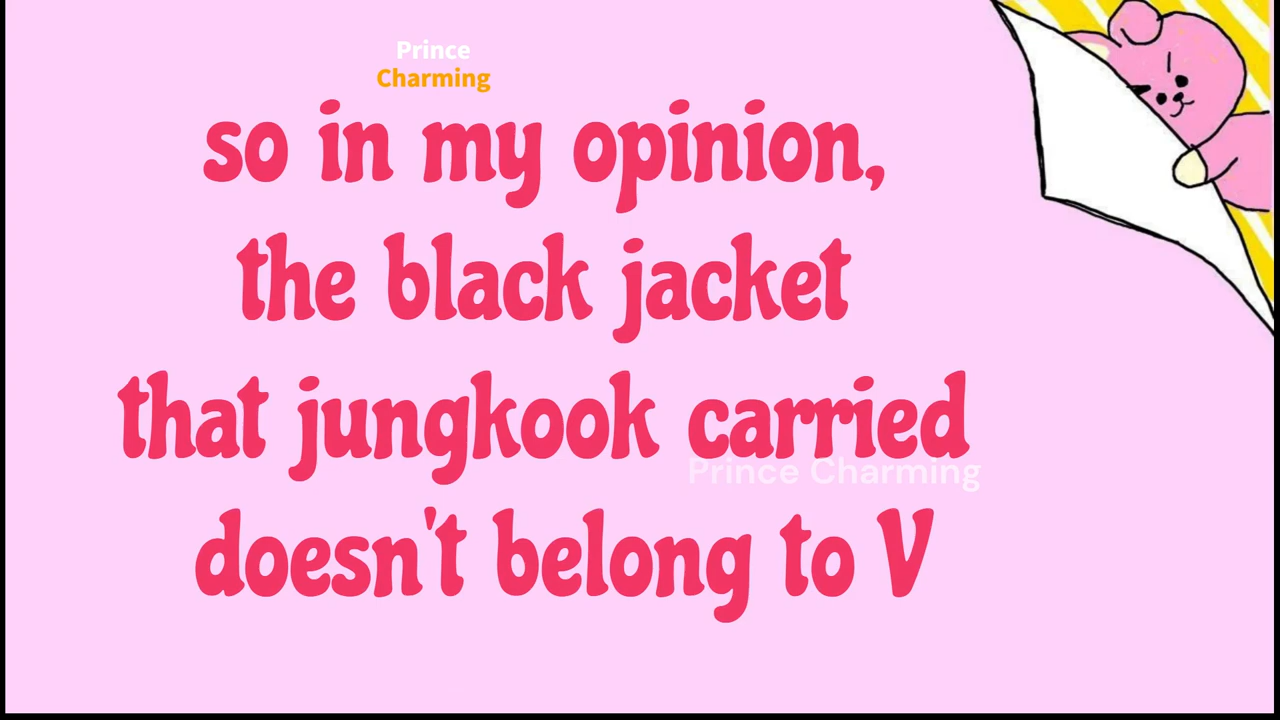 Prince
Charming
so in my opinion,
the black jacket
that jungkook carried
Prince Charming
doesn't belong to V